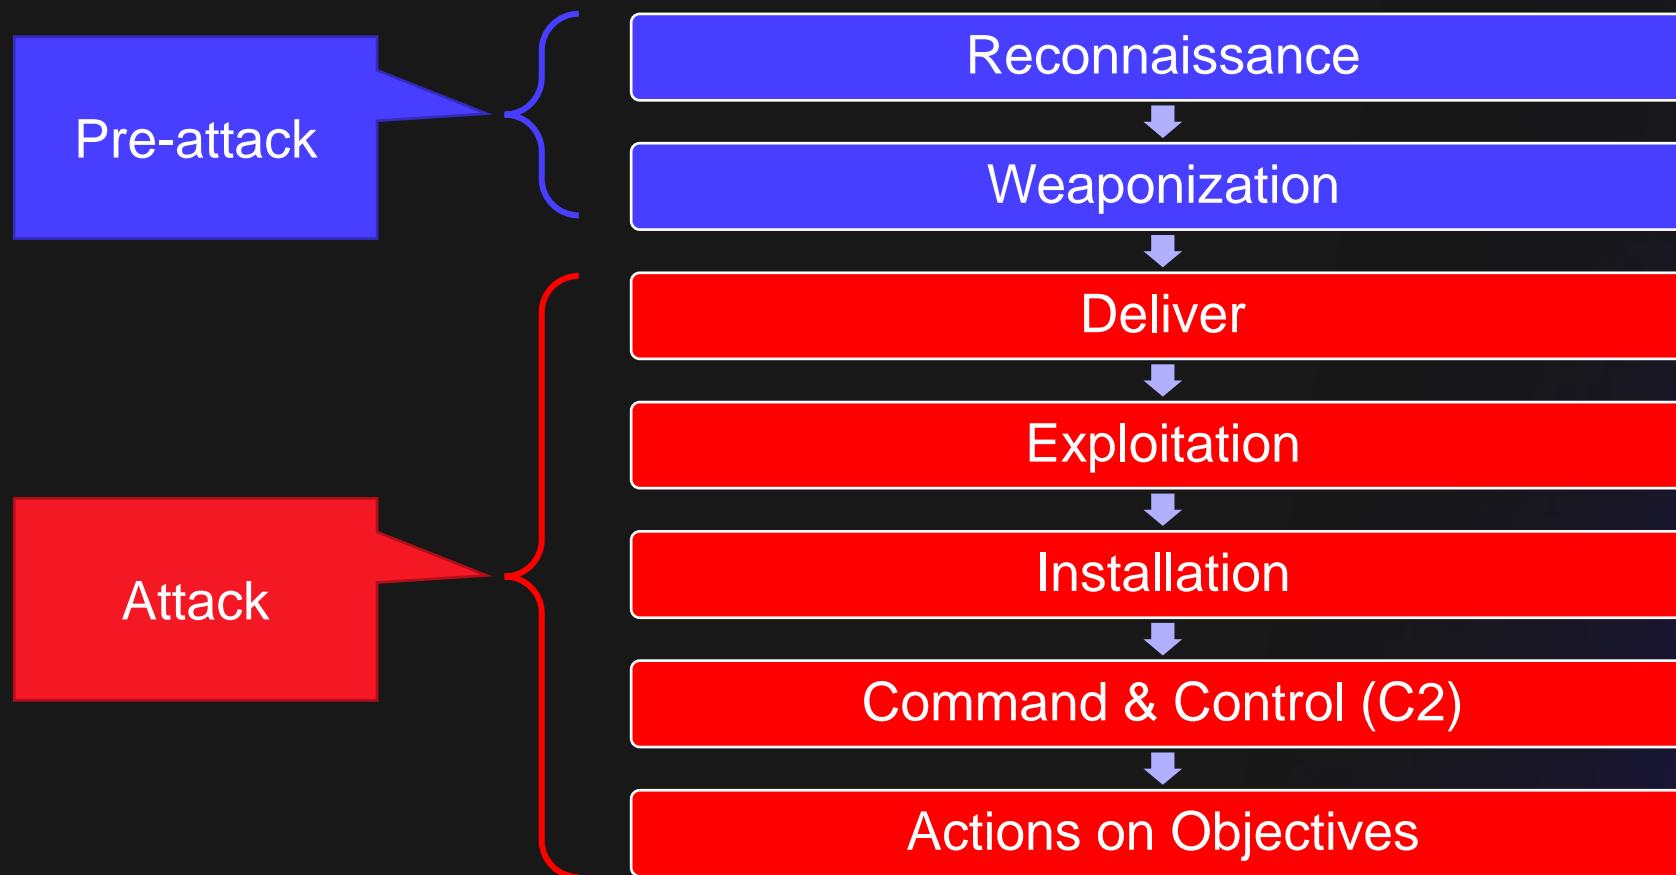 Pre-attack
Reconnaissance
Weaponization
Attack
Deliver
Exploitation
Installation
Command & Control (C2)
Actions on Objectives